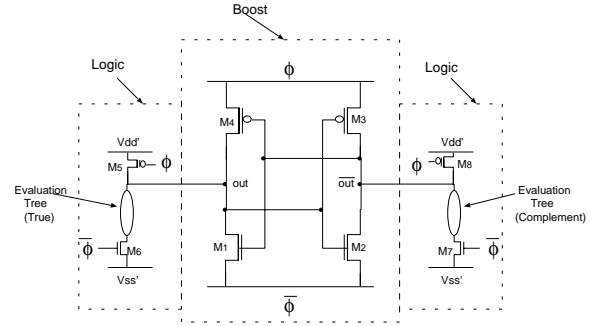 Boost
Logic
Logic
ϕ
M4
M3
Vdd'
M5
ϕ
Vdd'
ϕ
M8
out
out
Evaluation
Tree
(True)
Evaluation
Tree
(Complement)
M1
M2
ϕ
M6
M7
ϕ
Vss'
Vss'
ϕ